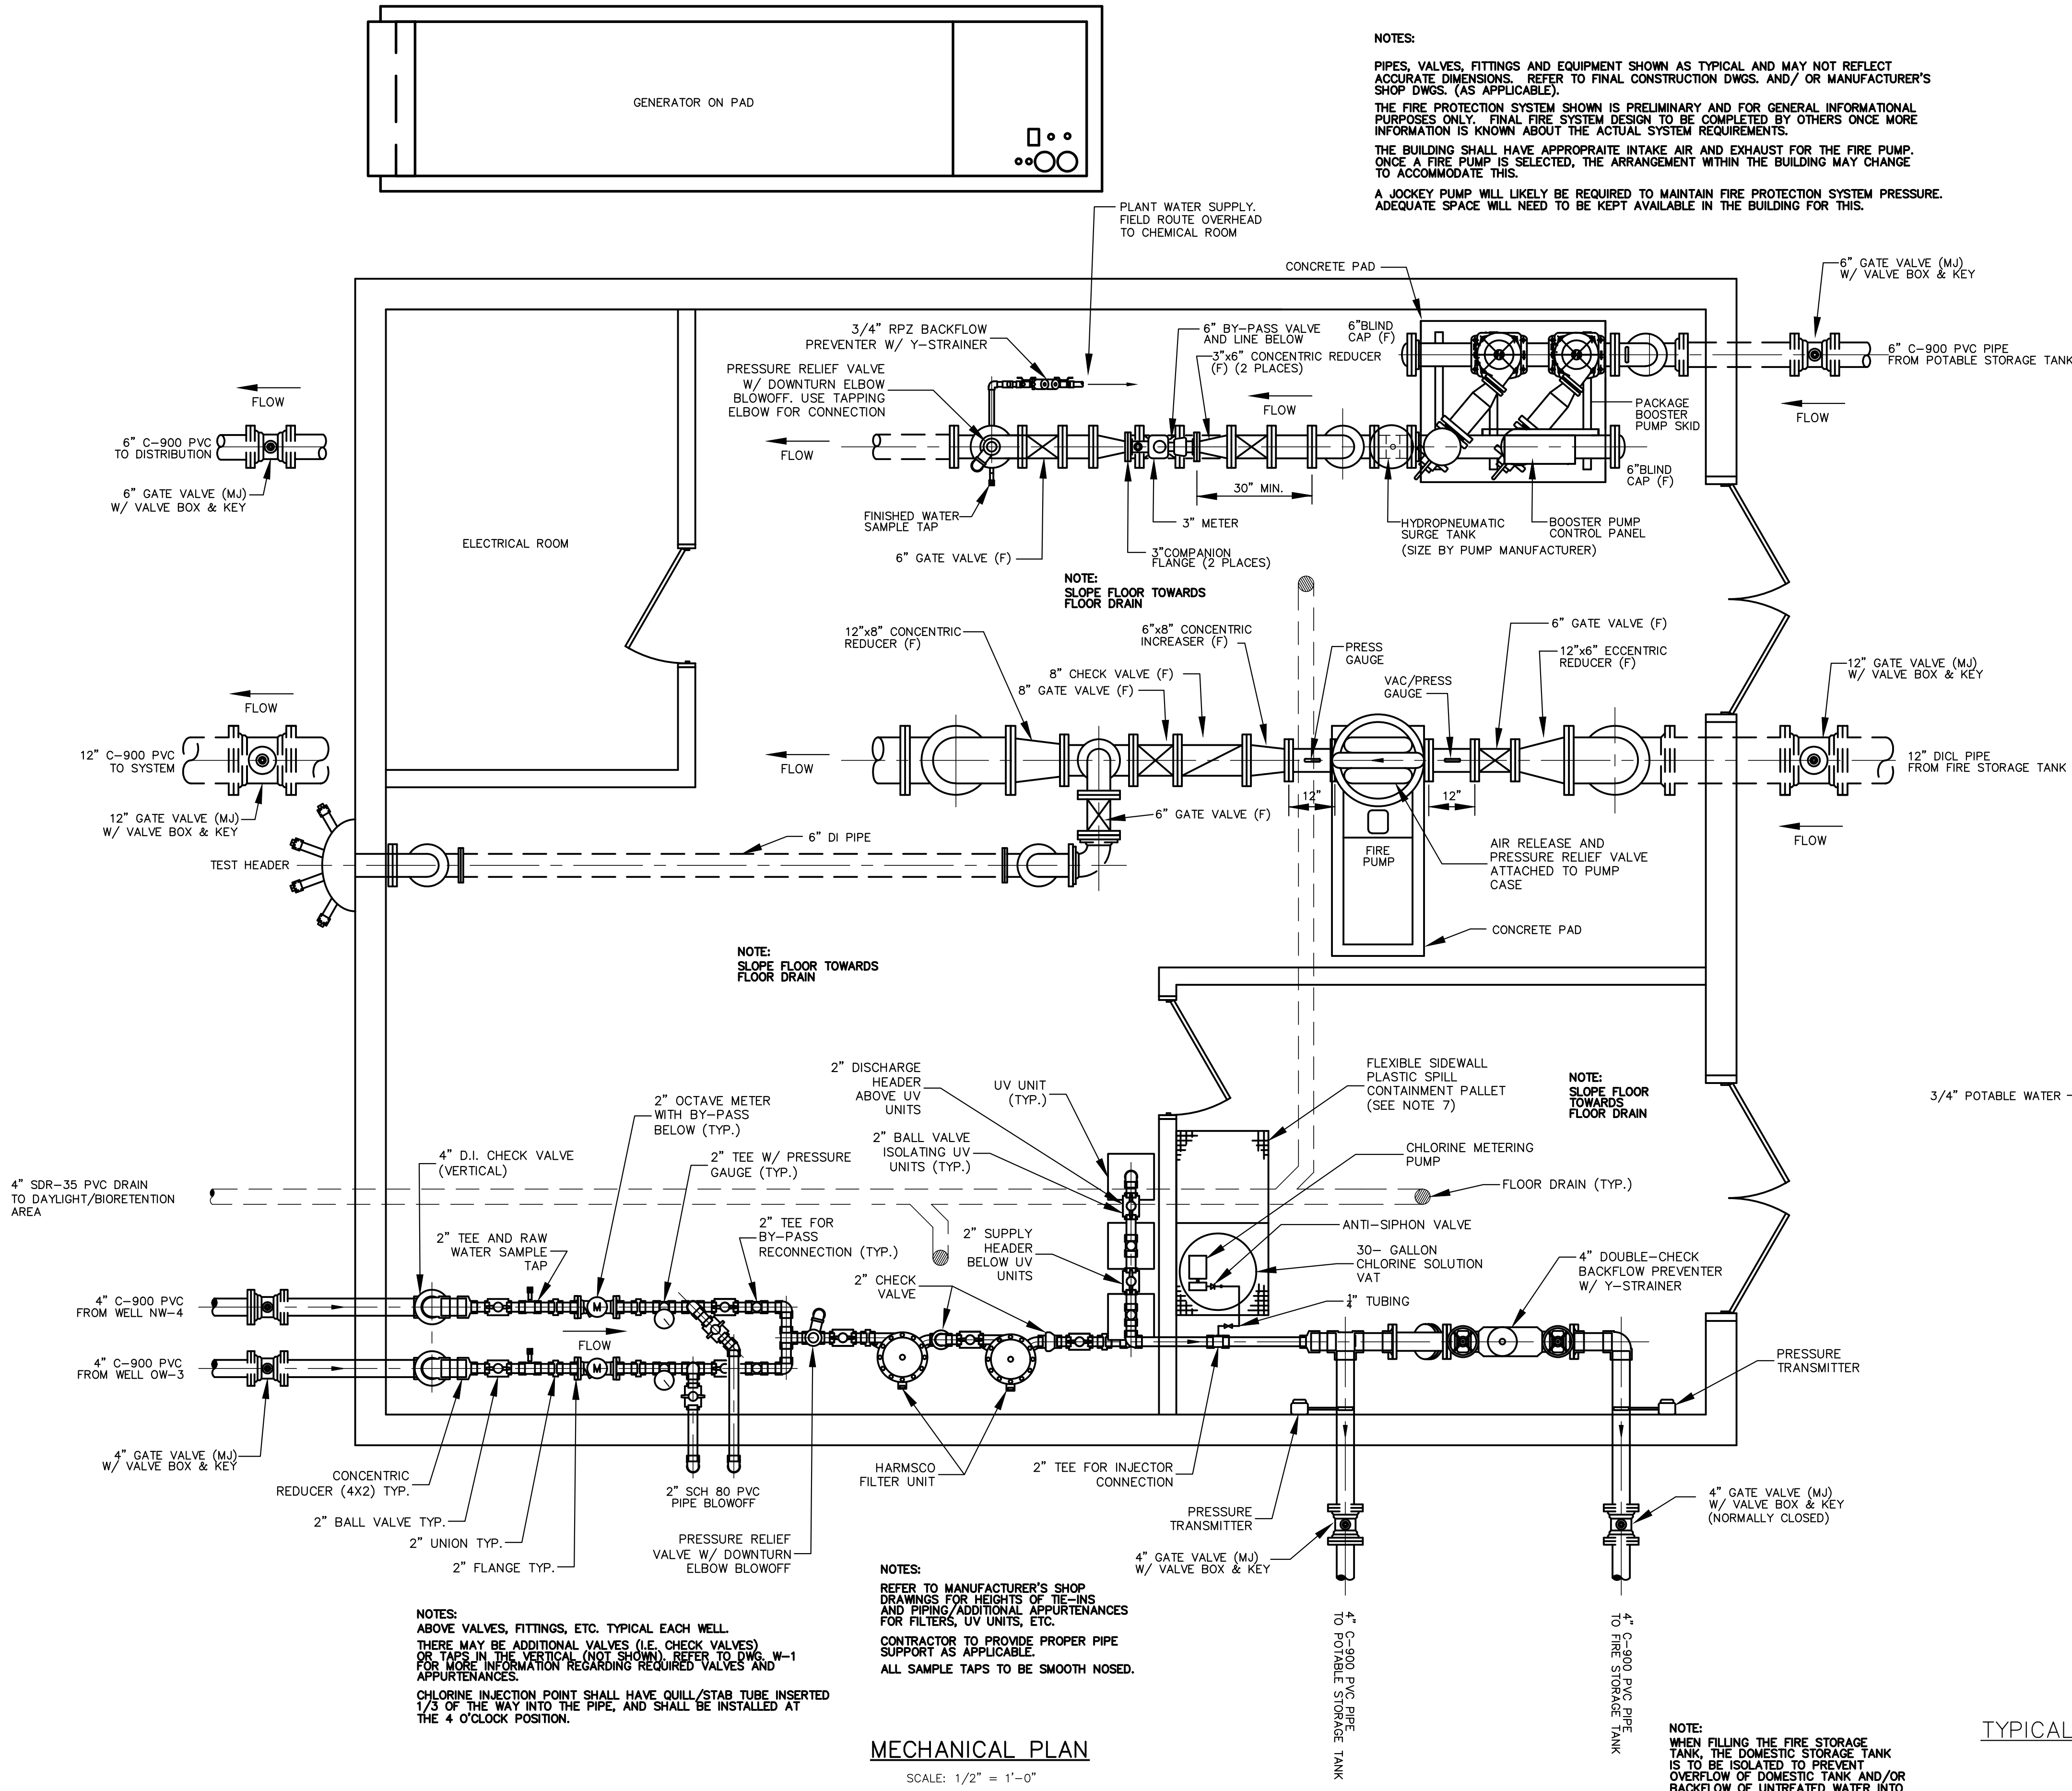 GENERATOR ON PAD
NOTES:
PIPES, VALVES, FITTINGS AND EQUIPMENT SHOWN AS TYPICAL AND MAY NOT REFLECT
ACCURATE DIMENSIONS. REFER TO FINAL CONSTRUCTION DWGS. AND/ OR MANUFACTURER'S
SHOP DWGS. (AS APPLICABLE).
THE FIRE PROTECTION SYSTEM SHOWN IS PRELIMINARY AND FOR GENERAL INFORMATIONAL
PURPOSES ONLY. FINAL FIRE SYSTEM DESIGN TO BE COMPLETED BY OTHERS ONCE MORE
INFORMATION IS KNOWN ABOUT THE ACTUAL SYSTEM REQUIREMENTS.
THE BUILDING SHALL HAVE APPROPRAITE INTAKE AIR AND EXHAUST FOR THE FIRE PUMP.
ONCE A FIRE PUMP IS SELECTED, THE ARRANGEMENT WITHIN THE BUILDING MAY CHANGE
TO ACCOMMODATE THIS.
A JOCKEY PUMP WILL LIKELY BE REQUIRED TO MAINTAIN FIRE PROTECTION SYSTEM PRESSURE.
ADEQUATE SPACE WILL NEED TO BE KEPT AVAILABLE IN THE BUILDING FOR THIS.
PLANT WATER SUPPLY.
FIELD ROUTE OVERHEAD
TO CHEMICAL ROOM
CONCRETE PAD
6" GATE VALVE (MJ)
W/ VALVE BOX & KEY
3/4" RPZ BACKFLOW
PREVENTER W/ Y-STRAINER
6" BY-PASS VALVE
AND LINE BELOW
6"BLIND
CAP (F)
6" C-900 PVC PIPE
FROM POTABLE STORAGE TANK
3"x6" CONCENTRIC REDUCER
(F) (2 PLACES)
PRESSURE RELIEF VALVE
W/ DOWNTURN ELBOW
BLOWOFF. USE TAPPING
ELBOW FOR CONNECTION
FLOW
FLOW
PACKAGE
BOOSTER
PUMP SKID
FLOW
6" C-900 PVC
TO DISTRIBUTION
FLOW
6"BLIND
CAP (F)
6" GATE VALVE (MJ)
W/ VALVE BOX & KEY
30" MIN.
FINISHED WATER
SAMPLE TAP
3" METER
HYDROPNEUMATIC
SURGE TANK
(SIZE BY PUMP MANUFACTURER)
BOOSTER PUMP
CONTROL PANEL
ELECTRICAL ROOM
6" GATE VALVE (F)
3"COMPANION
FLANGE (2 PLACES)
NOTE:
SLOPE FLOOR TOWARDS
FLOOR DRAIN
12"x8" CONCENTRIC
REDUCER (F)
6"x8" CONCENTRIC
INCREASER (F)
PRESS
GAUGE
6" GATE VALVE (F)
12"x6" ECCENTRIC
REDUCER (F)
12" GATE VALVE (MJ)
W/ VALVE BOX & KEY
8" CHECK VALVE (F)
8" GATE VALVE (F)
VAC/PRESS
GAUGE
FLOW
12" C-900 PVC
TO SYSTEM
FLOW
12" DICL PIPE
FROM FIRE STORAGE TANK
12"
12"
12" GATE VALVE (MJ)
W/ VALVE BOX & KEY
6" GATE VALVE (F)
6" DI PIPE
FLOW
TEST HEADER
FIRE
PUMP
AIR RELEASE AND
PRESSURE RELIEF VALVE
ATTACHED TO PUMP
CASE
CONCRETE PAD
NOTE:
SLOPE FLOOR TOWARDS
FLOOR DRAIN
2" DISCHARGE
HEADER
ABOVE UV
UNITS
UV UNIT
(TYP.)
FLEXIBLE SIDEWALL
PLASTIC SPILL
CONTAINMENT PALLET
(SEE NOTE 7)
NOTE:
SLOPE FLOOR
TOWARDS
FLOOR DRAIN
3/4" POTABLE WATER
2" OCTAVE METER
WITH BY-PASS
BELOW (TYP.)
2" BALL VALVE
ISOLATING UV
UNITS (TYP.)
CHLORINE METERING
PUMP
4" D.I. CHECK VALVE
(VERTICAL)
2" TEE W/ PRESSURE
GAUGE (TYP.)
4" SDR-35 PVC DRAIN
TO DAYLIGHT/BIORETENTION
AREA
FLOOR DRAIN (TYP.)
2" TEE AND RAW
WATER SAMPLE
TAP
2" TEE FOR
BY-PASS
RECONNECTION (TYP.)
2" SUPPLY
HEADER
BELOW UV
UNITS
ANTI-SIPHON VALVE
30- GALLON
CHLORINE SOLUTION
VAT
4" DOUBLE-CHECK
BACKFLOW PREVENTER
W/ Y-STRAINER
2" CHECK
VALVE
1/4" TUBING
4" C-900 PVC
FROM WELL NW-4
M
FLOW
4" C-900 PVC
FROM WELL OW-3
M
PRESSURE
TRANSMITTER
4" GATE VALVE (MJ)
W/ VALVE BOX & KEY
CONCENTRIC
REDUCER (4X2) TYP.
2" SCH 80 PVC
PIPE BLOWOFF
HARMSCO
FILTER UNIT
2" TEE FOR INJECTOR
CONNECTION
2" BALL VALVE TYP.
2" UNION TYP.
2" FLANGE TYP.
PRESSURE RELIEF
VALVE W/ DOWNTURN
ELBOW BLOWOFF
PRESSURE
TRANSMITTER
4" GATE VALVE (MJ)
W/ VALVE BOX & KEY
(NORMALLY CLOSED)
4" GATE VALVE (MJ)
W/ VALVE BOX & KEY
NOTES:
ABOVE VALVES, FITTINGS, ETC. TYPICAL EACH WELL.
THERE MAY BE ADDITIONAL VALVES (I.E. CHECK VALVES)
OR TAPS IN THE VERTICAL (NOT SHOWN). REFER TO DWG. W-1
FOR MORE INFORMATION REGARDING REQUIRED VALVES AND
APPURTENANCES.
CHLORINE INJECTION POINT SHALL HAVE QUILL/STAB TUBE INSERTED
1/3 OF THE WAY INTO THE PIPE, AND SHALL BE INSTALLED AT
THE 4 O'CLOCK POSITION.
NOTES:
REFER TO MANUFACTURER'S SHOP
DRAWINGS FOR HEIGHTS OF TIE-INS
AND PIPING/ADDITIONAL APPURTENANCES
FOR FILTERS, UV UNITS, ETC.
CONTRACTOR TO PROVIDE PROPER PIPE
SUPPORT AS APPLICABLE.
ALL SAMPLE TAPS TO BE SMOOTH NOSED.
4" C-900 PVC PIPE
TO POTABLE STORAGE TANK
4" C-900 PVC PIPE
TO FIRE STORAGE TANK
MECHANICAL PLAN
SCALE: 1/2" = 1'-0"
NOTE:
WHEN FILLING THE FIRE STORAGE
TANK, THE DOMESTIC STORAGE TANK
IS TO BE ISOLATED TO PREVENT
OVERFLOW OF DOMESTIC TANK AND/OR
BACKFLOW OF UNTREATED WATER INTO
TYPICAL